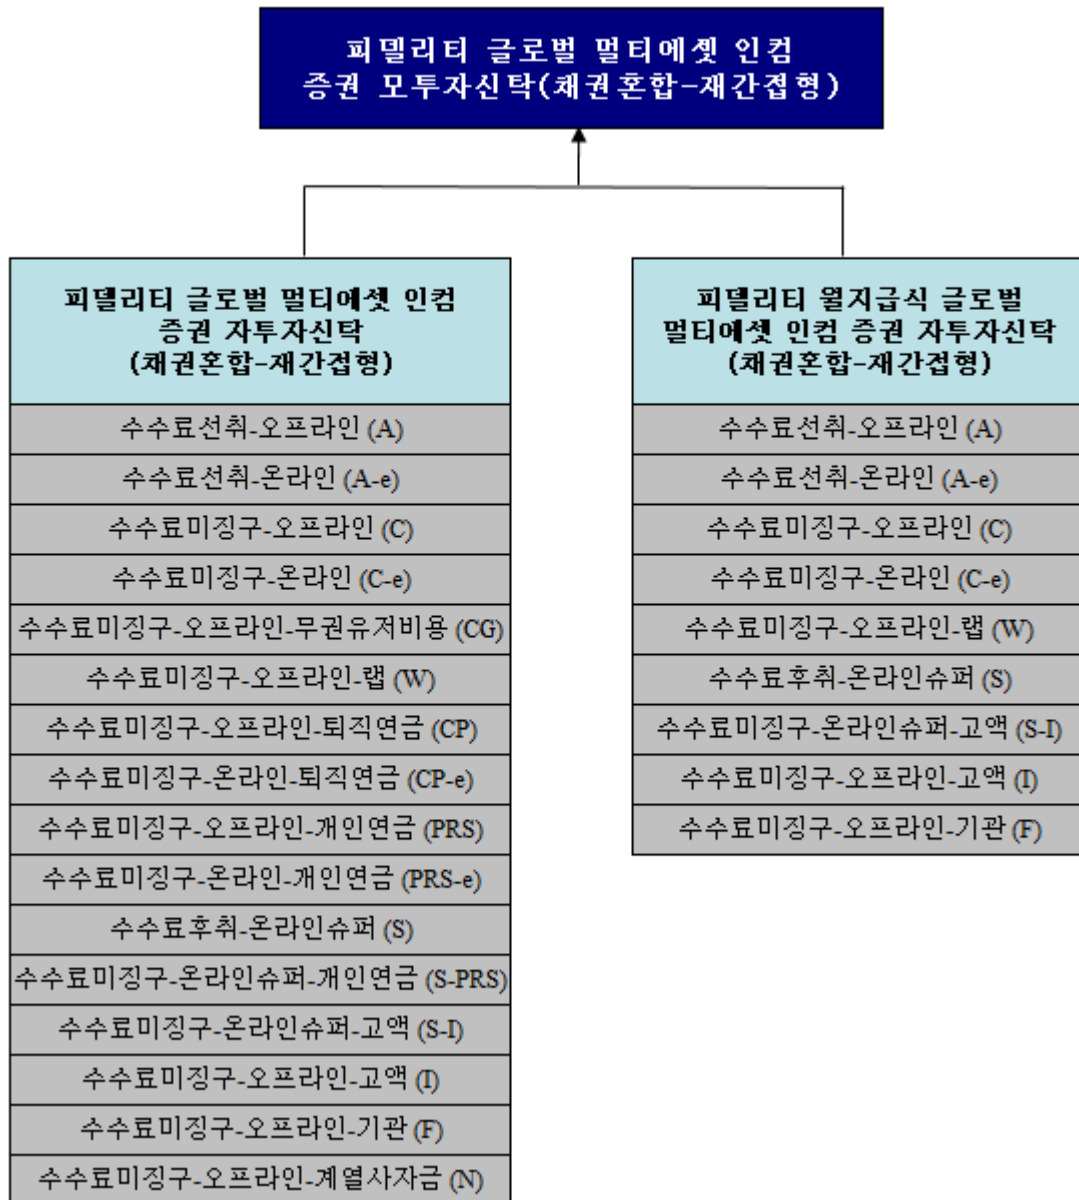 피델리티 글로벌 멀티에셋 인컴
증권 모투자신탁(채권혼합-재간접형)
피델리티 글로벌 멀티에셋 인컴
증권 자투자신탁
(채권혼합-재간접형)
수수료선취-오프라인 (A)
수수료선취-온라인 (A-e)
수수료미징구-오프라인 (C)
수수료미징구-온라인 (C-e)
수수료미징구-오프라인-무권유저비용 (CG)
수수료미징구-오프라인-랩 (W)
수수료미징구-오프라인-퇴직연금 (CP)
수수료미징구-온라인-퇴직연금 (CP-e)
수수료미징구-오프라인-개인연금 (PRS)
수수료미징구-온라인-개인연금 (PRS-e)
수수료후취-온라인슈퍼 (S)
수수료미징구-온라인슈퍼-개인연금 (S-PRS)
수수료미징구-온라인슈퍼-고액 (S-I)
수수료미징구-오프라인-고액 (I)
수수료미징구-오프라인-기관 (F)
수수료미징구-오프라인-계열사자금 (N)
피델리티 월지급식 글로벌
멀티에셋 인컴 증권 자투자신탁
(채권혼합-재간접형)
수수료선취-오프라인 (A)
수수료선취-온라인 (A-e)
수수료미징구-오프라인 (C)
수수료미징구-온라인 (C-e)
수수료미징구-오프라인-랩 (W)
수수료후취-온라인슈퍼 (S)
수수료미징구-온라인슈퍼-고액 (S-I)
수수료미징구-오프라인-고액 (I)
수수료미징구-오프라인-기관 (F)